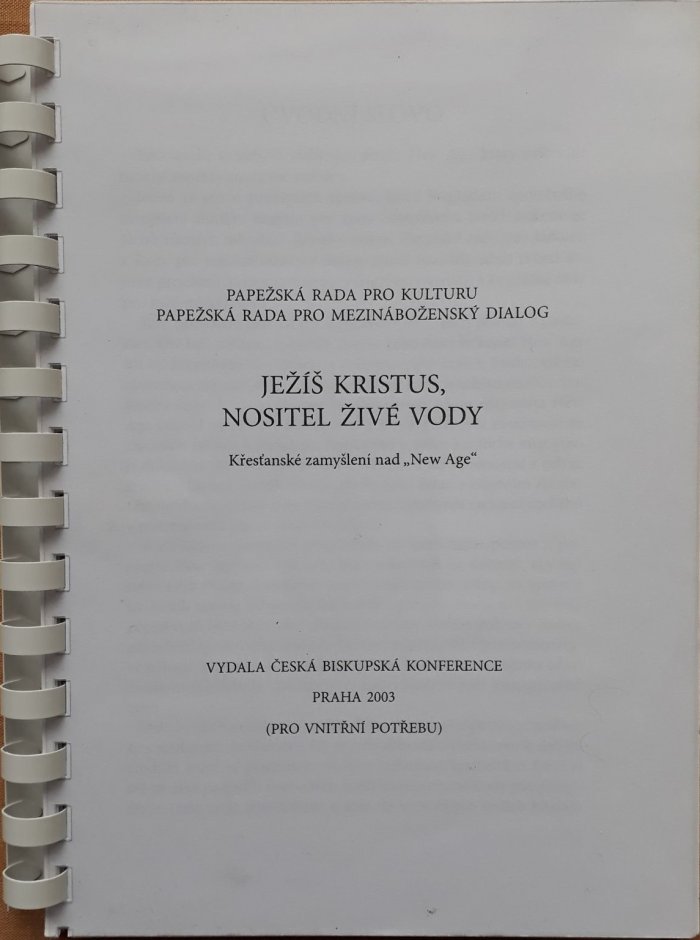 PAPEŽSKÁ RADA PRO KULTURU
PAPEŽSKÁ RADA PRO MEZINÁBOŽENSKÝ DIALOG
JEŽÍŠ KRISTUS,
NOSITEL ŽIVÉ VODY
Křesťanské zamyšlení nad „New Age“
VYDALA ČESKÁ BISKUPSKÁ KONFERENCE
PRAHA 2003
(PRO VNITŘNÍ POTŘEBU)